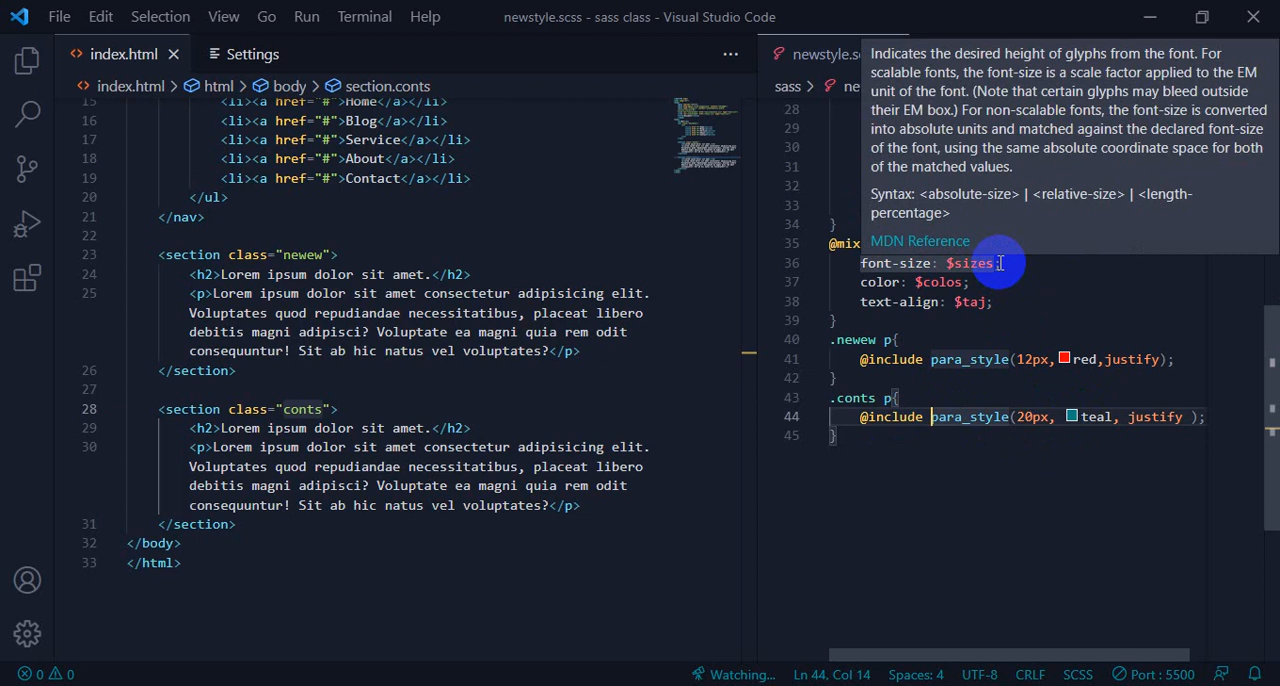 File Edit Selection View Go Run Terminal Help newstyle.scss - sass class - Visual Studio Code
index.html Settings
index.html > html > body > section.conts
15 <li><a href="#">Home</a></li>
16 <li><a href="#">Blog</a></li>
17 <li><a href="#">Service</a></li>
18 <li><a href="#">About</a></li>
19 <li><a href="#">Contact</a></li>
20 </ul>
21 </nav>
22
23 <section class="newew">
24 <h2>Lorem ipsum dolor sit amet.</h2>
25 <p>Lorem ipsum dolor sit amet consectetur adipisicing elit.
Voluptates quod repudiandae necessitatibus, placeat libero
debitis magni adipisci? Voluptate ea magni quia rem odit
consequuntur! Sit ab hic natus vel voluptates?</p>
26 </section>
27
28 <section class="conts">
29 <h2>Lorem ipsum dolor sit amet.</h2>
30 <p>Lorem ipsum dolor sit amet consectetur adipisicing elit.
Voluptates quod repudiandae necessitatibus, placeat libero
debitis magni adipisci? Voluptate ea magni quia rem odit
consequuntur! Sit ab hic natus vel voluptates?</p>
31 </section>
32 </body>
33 </html>
newstyle.sc
sass > ne
Indicates the desired height of glyphs from the font. For
scalable fonts, the font-size is a scale factor applied to the EM
unit of the font. (Note that certain glyphs may bleed outside
their EM box.) For non-scalable fonts, the font-size is converted
into absolute units and matched against the declared font-size
of the font, using the same absolute coordinate space for both
of the matched values.
Syntax: <absolute-size> | <relative-size> | <length-
percentage>
MDN Reference
28
29
30
31
32
33
34 }
35 @mix
36 font-size: $sizes;
37 color: $colos;
38 text-align: $taj;
39 }
40 .newew p{
41 @include para_style(12px, red,justify);
42 }
43 .conts p{
44 @include para_style(20px, teal, justify );
45 }
0 0 Watching... Ln 44, Col 14 Spaces: 4 UTF-8 CRLF SCSS Port : 5500